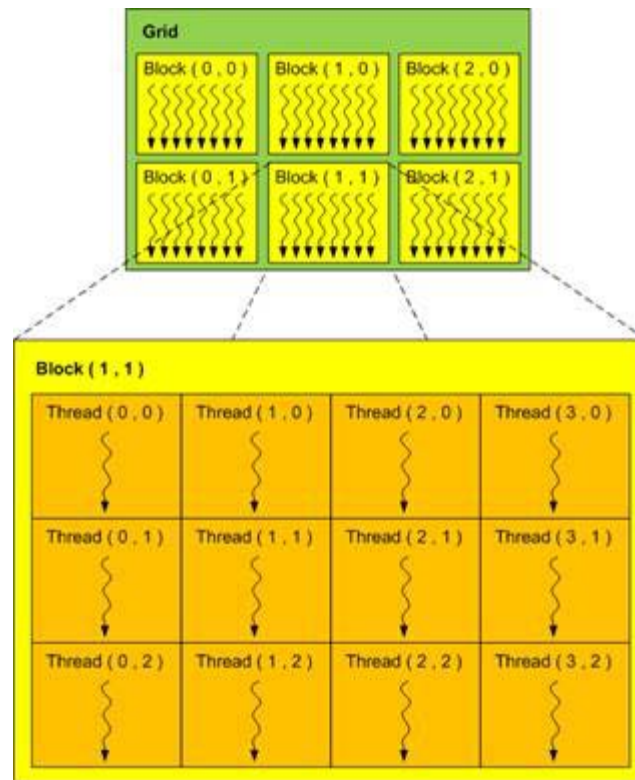 Grid
Block ( 0 , 0 ) Block ( 1 , 0 ) Block ( 2 , 0 )
Block ( 0 , 1 ) Block ( 1 , 1 ) Block ( 2 , 1 )
Block ( 1 , 1 )
Thread ( 0 , 0 ) Thread ( 1 , 0 ) Thread ( 2 , 0 ) Thread ( 3 , 0 )
Thread ( 0 , 1 ) Thread ( 1 , 1 ) Thread ( 2 , 1 ) Thread ( 3 , 1 )
Thread ( 0 , 2 ) Thread ( 1 , 2 ) Thread ( 2 , 2 ) Thread ( 3 , 2 )